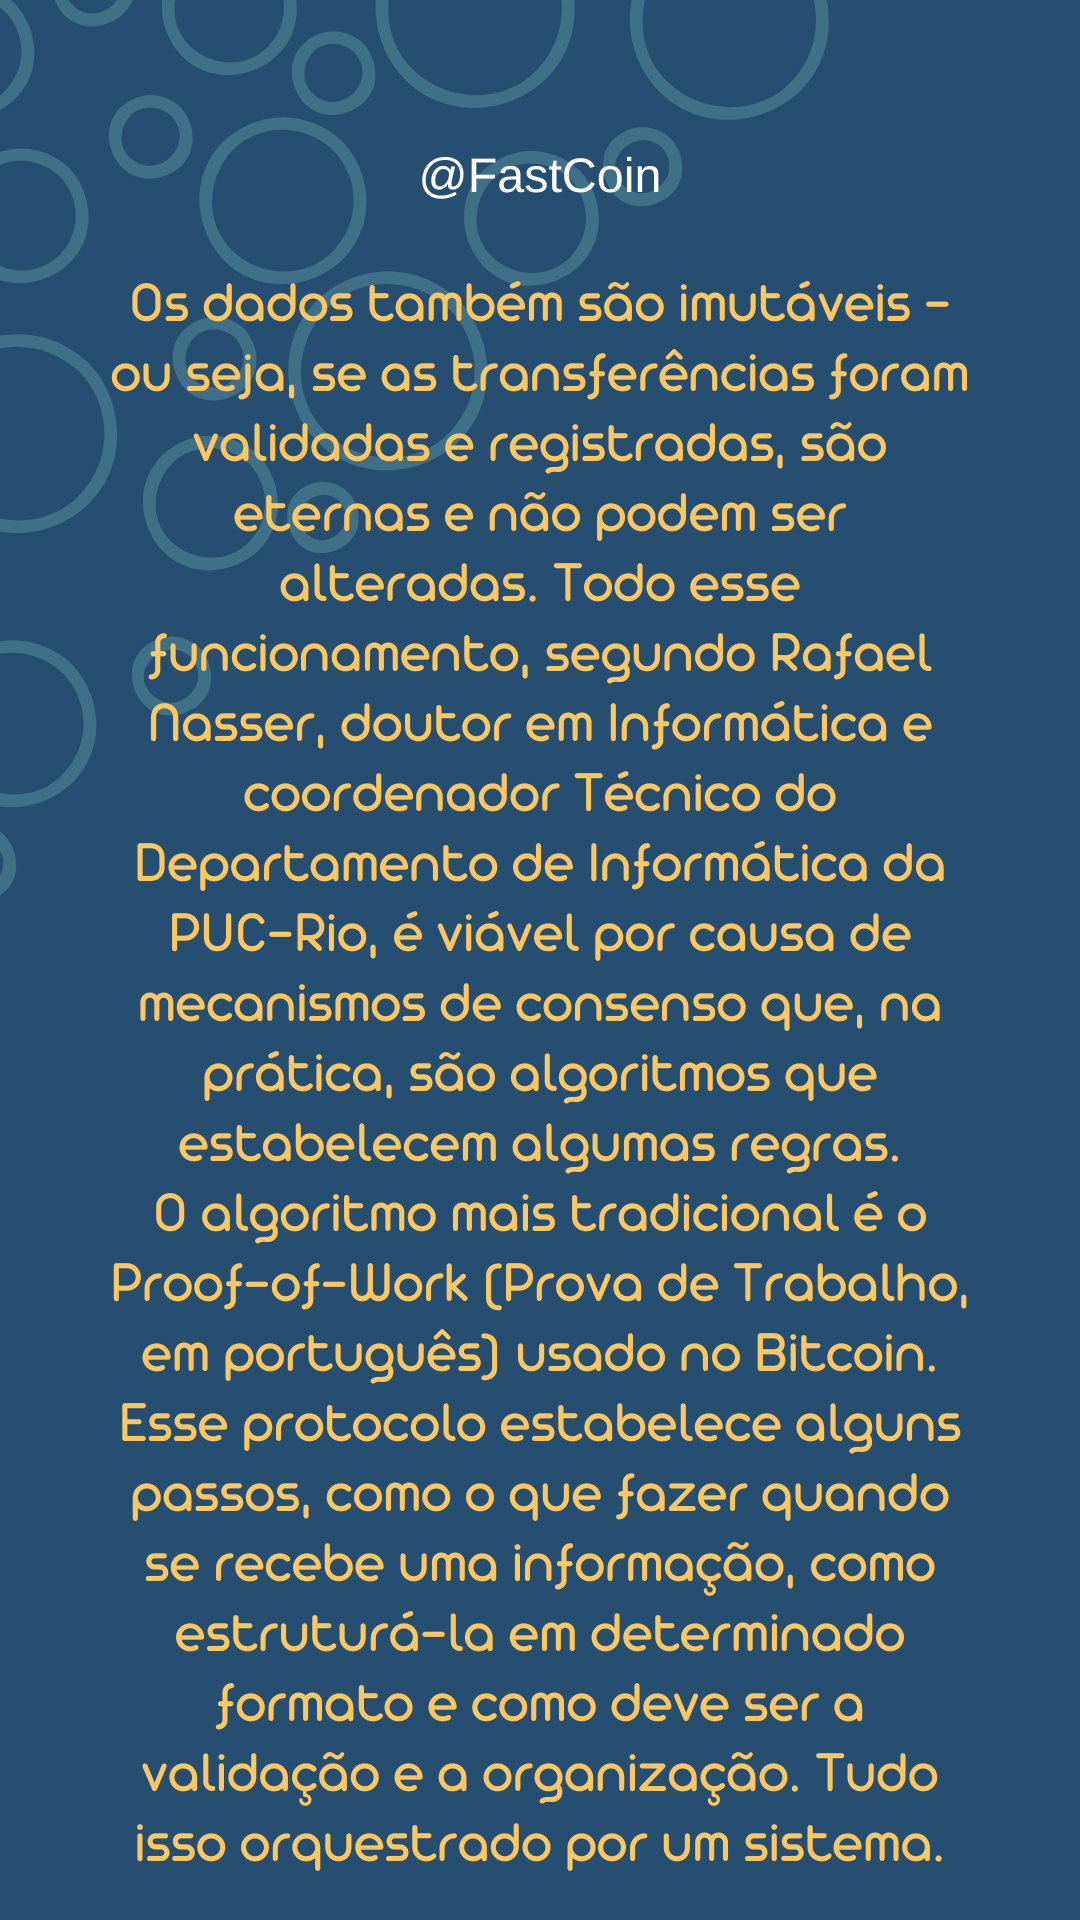 @FastCoin
Os dados também são imutáveis -
ou seja, se as transferências foram
validadas e registradas, são
eternas e não podem ser
alteradas. Todo esse
funcionamento, segundo Rafael
Nasser, doutor em Informática e
coordenador Técnico do
Departamento de Informática da
PUC-Rio, é viável por causa de
mecanismos de consenso que, na
prática, são algoritmos que
estabelecem algumas regras.
O algoritmo mais tradicional é o
Proof-of-Work (Prova de Trabalho,
em português) usado no Bitcoin.
Esse protocolo estabelece alguns
passos, como o que fazer quando
se recebe uma informação, como
estruturá-la em determinado
formato e como deve ser a
validação e a organização. Tudo
isso orquestrado por um sistema.